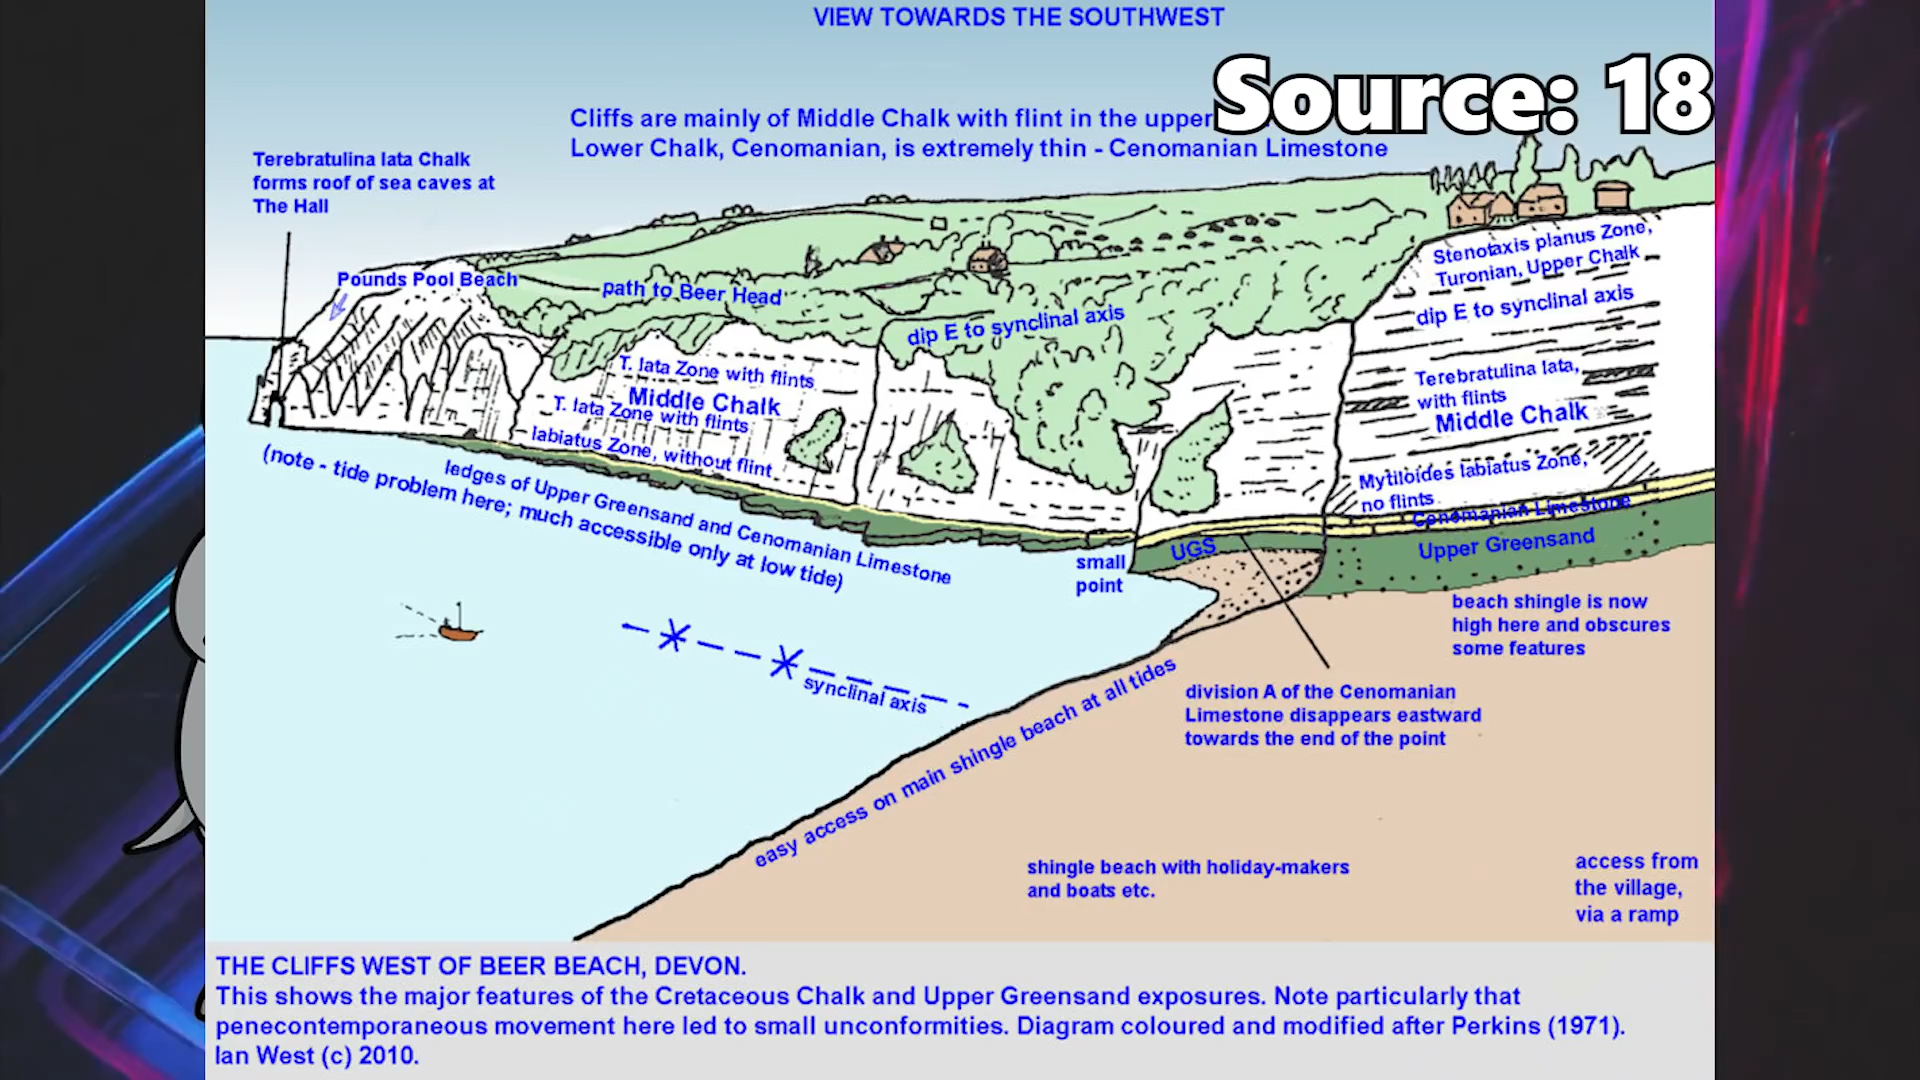 VIEW TOWARDS THE SOUTHWEST
Source: 18
Cliffs are mainly of Middle Chalk with flint in the upper
Lower Chalk, Cenomanian, is extremely thin - Cenomanian Limestone
Terebratulina lata Chalk
forms roof of sea caves at
The Hall
Pounds Pool Beach
path to Beer Head
dip E to synclinal axis
Stenotaxis planus Zone,
Turonian, Upper Chalk
dip E to synclinal axis
T. lata Zone with flints
Middle Chalk
T. lata Zone with flints
labiatus Zone, without flint
Terebratulina lata,
with flints
Middle Chalk
Mytiloides labiatus Zone,
no flints
Cenomanian Limestone
Upper Greensand
UGS
ledges of Upper Greensand and Cenomanian Limestone
(note - tide problem here; much accessible only at low tide)
small
point
beach shingle is now
high here and obscures
some features
synclinal axis
division A of the Cenomanian
Limestone disappears eastward
towards the end of the point
easy access on main shingle beach at all tides
shingle beach with holiday-makers
and boats etc.
access from
the village,
via a ramp
THE CLIFFS WEST OF BEER BEACH, DEVON.
This shows the major features of the Cretaceous Chalk and Upper Greensand exposures. Note particularly that
penecontemporaneous movement here led to small unconformities. Diagram coloured and modified after Perkins (1971).
Ian West (c) 2010.